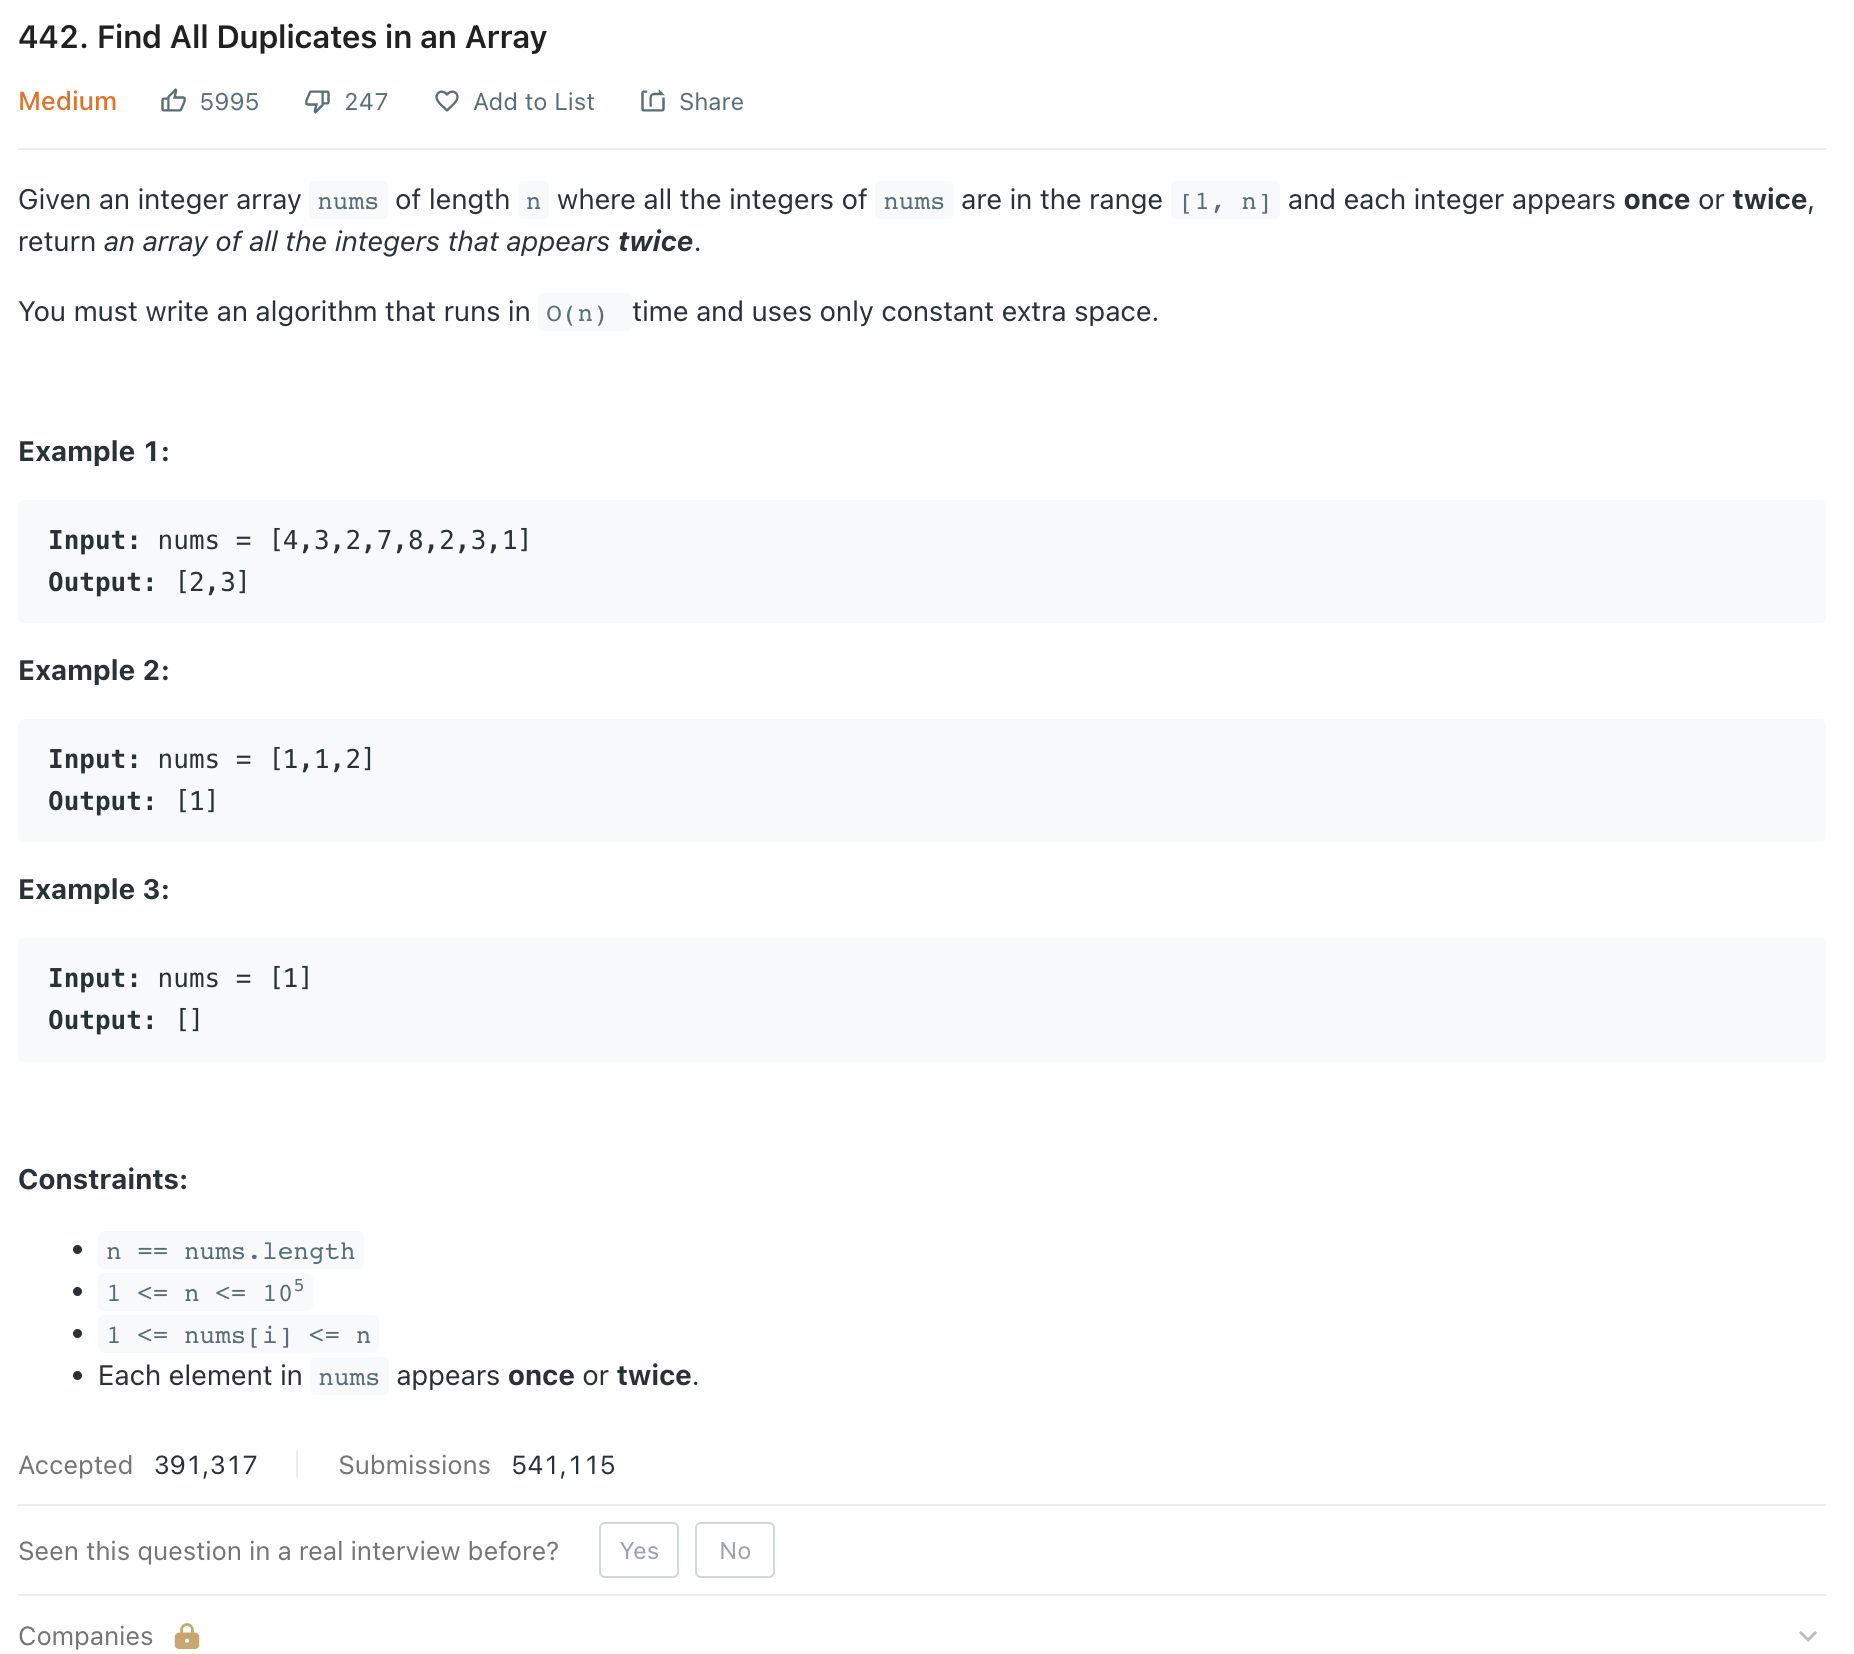 442. Find All Duplicates in an Array
Medium 5995 247 Add to List Share
Given an integer array nums of length n where all the integers of nums are in the range [1, n] and each integer appears once or twice,
return an array of all the integers that appears twice.
You must write an algorithm that runs in O(n) time and uses only constant extra space.
Example 1:
Input: nums = [4,3,2,7,8,2,3,1]
Output: [2,3]
Example 2:
Input: nums = [1,1,2]
Output: [1]
Example 3:
Input: nums = [1]
Output: []
Constraints:
n == nums.length
1 <= n <= 10⁵
1 <= nums[i] <= n
Each element in nums appears once or twice.
Accepted 391,317 Submissions 541,115
Seen this question in a real interview before? Yes No
Companies